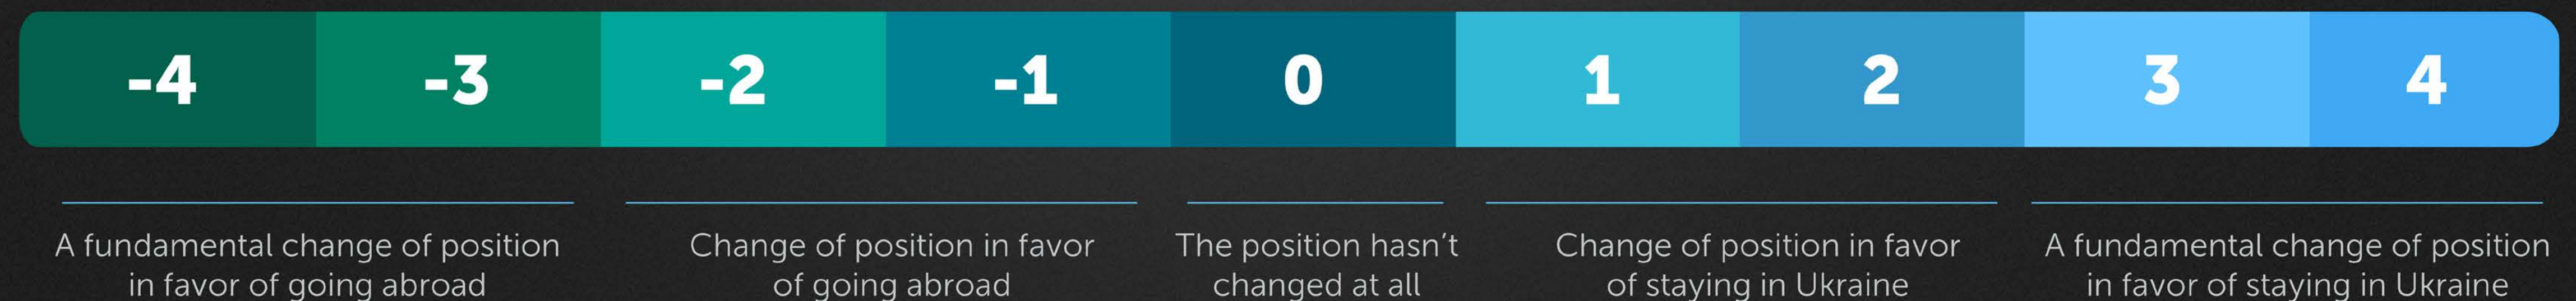 -4 -3 -2 -1 0 1 2 3 4
A fundamental change of position
in favor of going abroad
Change of position in favor
of going abroad
The position hasn't
changed at all
Change of position in favor
of staying in Ukraine
A fundamental change of position
in favor of staying in Ukraine